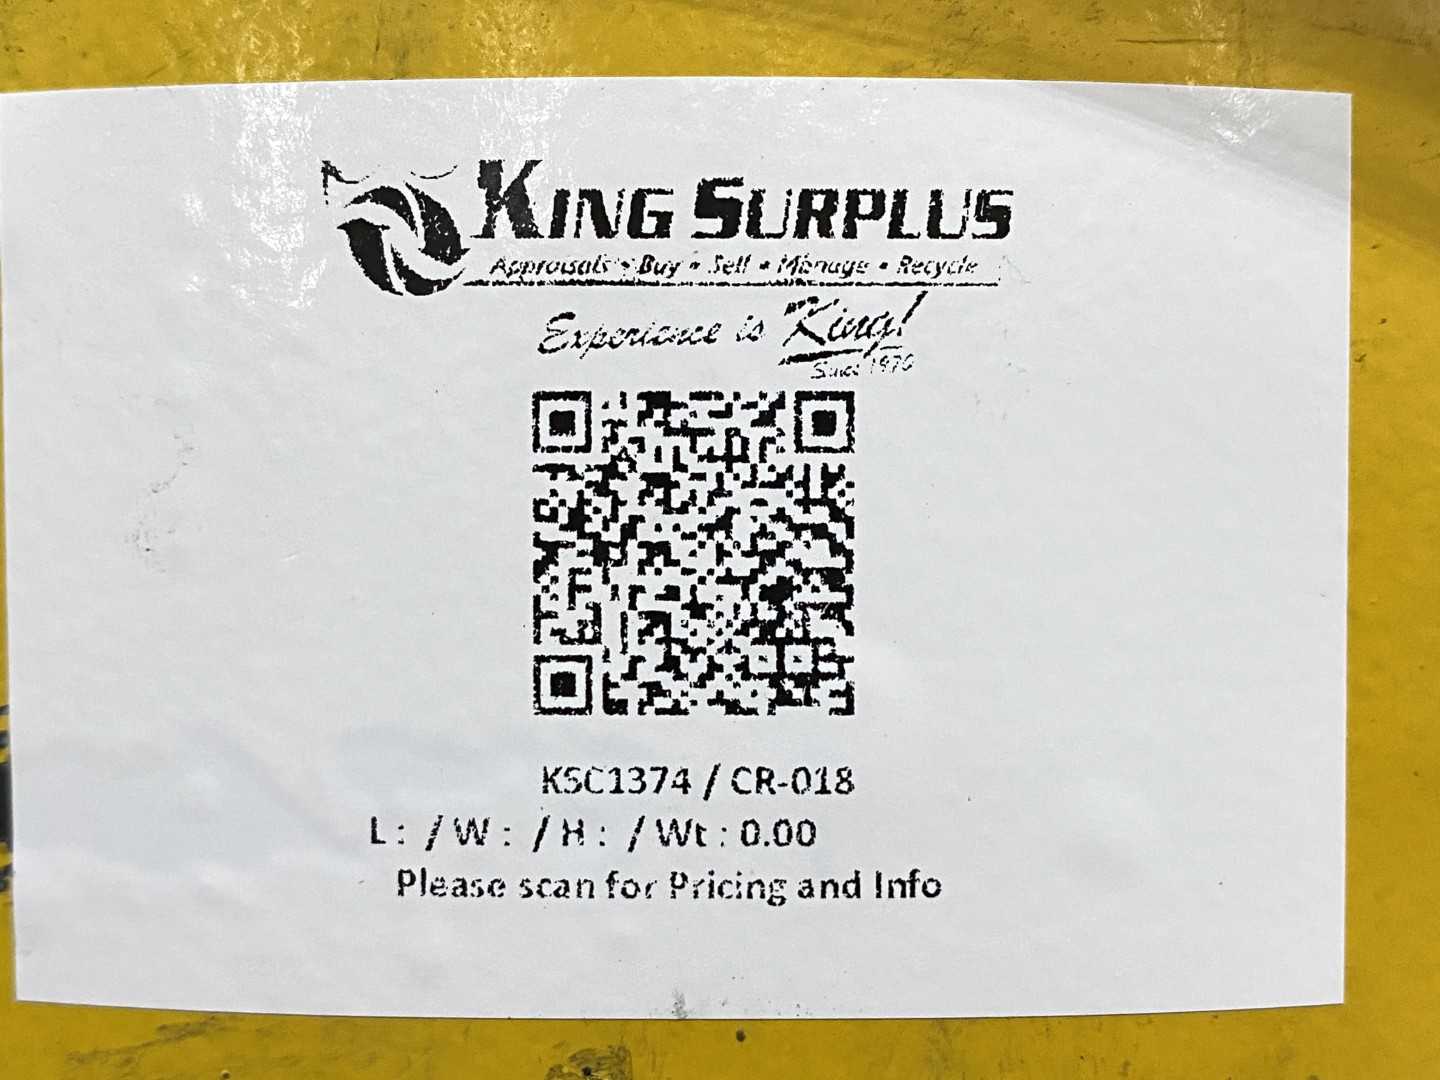 KING SURPLUS
Appraisals • Buy • Sell • Manage • Recycle
Experience is King!
Since 1970
KSC1374 / CR-018
L : / W : / H : / Wt : 0.00
Please scan for Pricing and Info